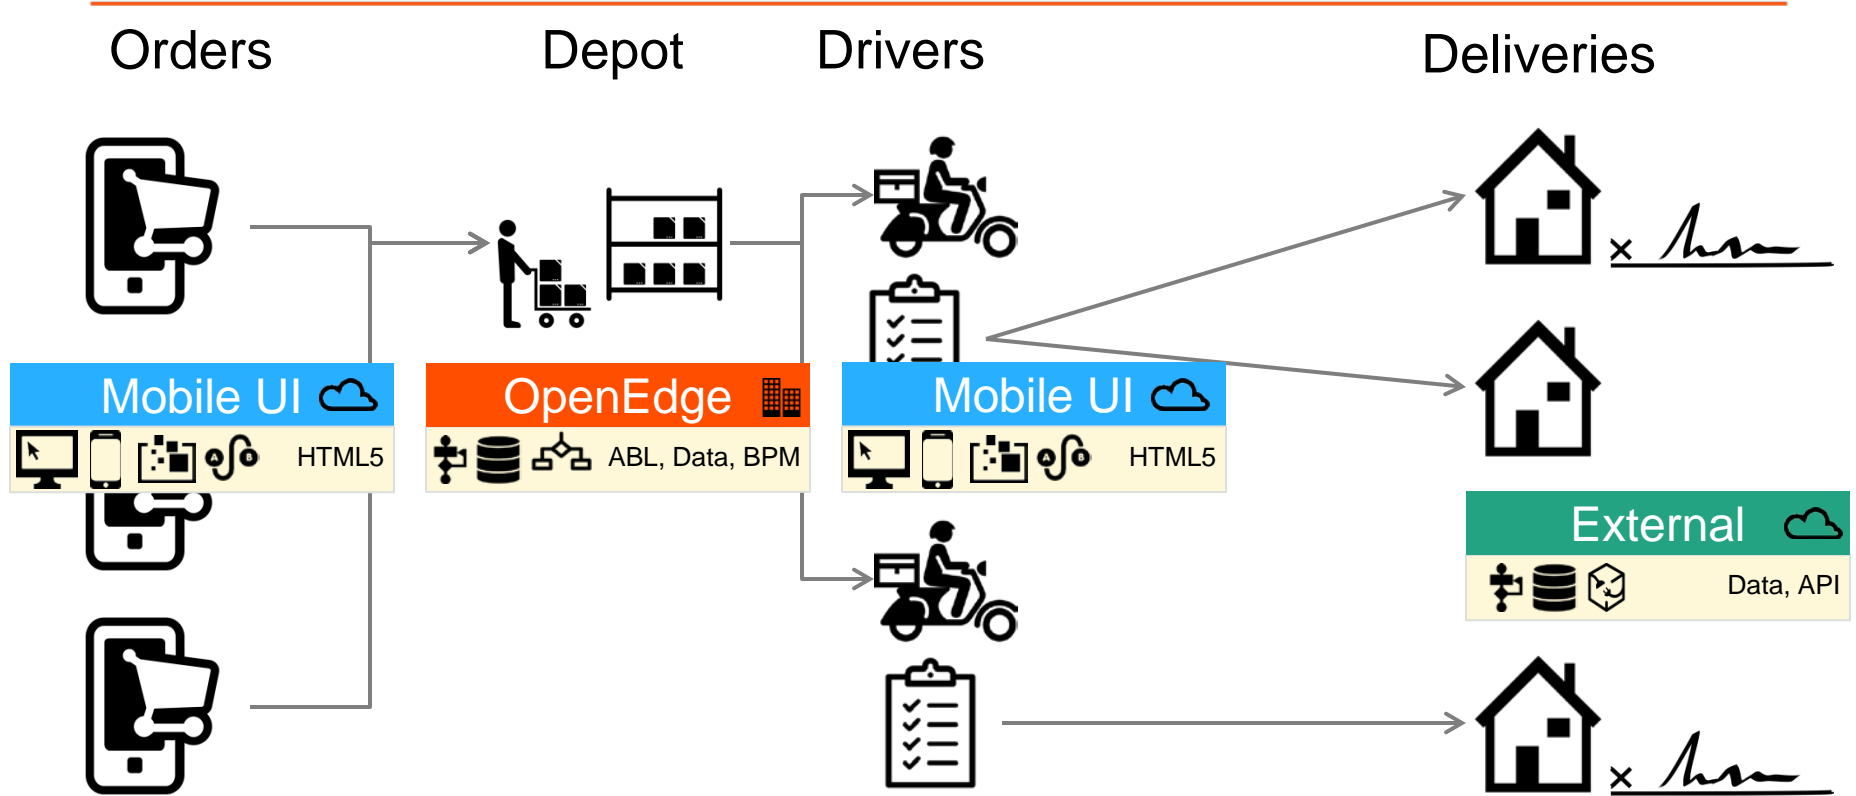 Orders
Depot
Drivers
Deliveries
Mobile UI
HTML5
OpenEdge
ABL, Data, BPM
Mobile UI
HTML5
External
Data, API